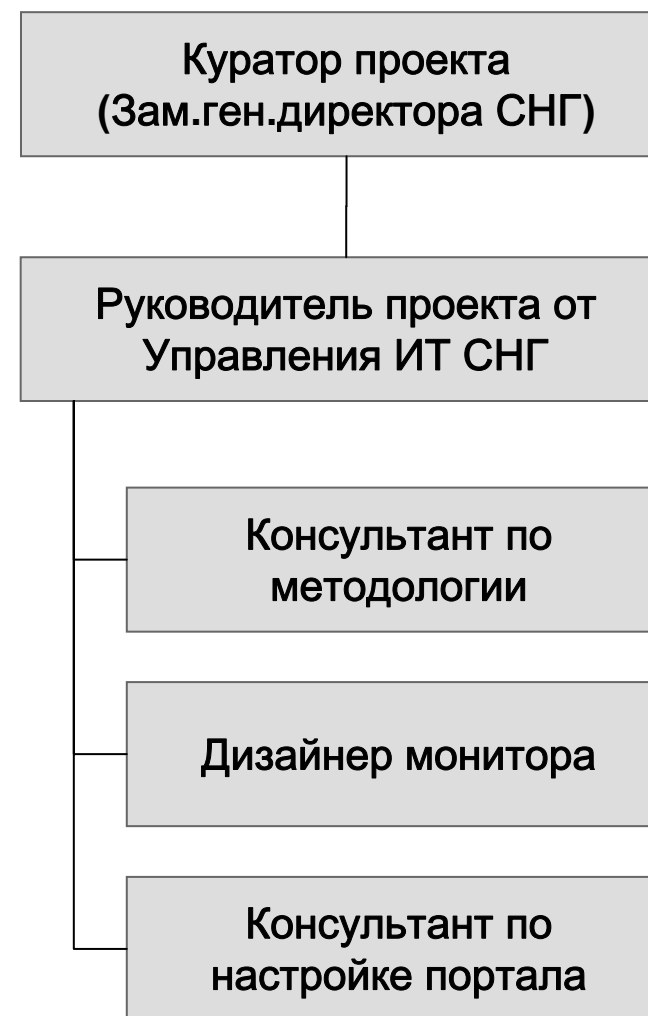 Куратор проекта
(Зам.ген.директора СНГ)
Руководитель проекта от
Управления ИТ СНГ
Консультант по
методологии
Дизайнер монитора
Консультант по
настройке портала